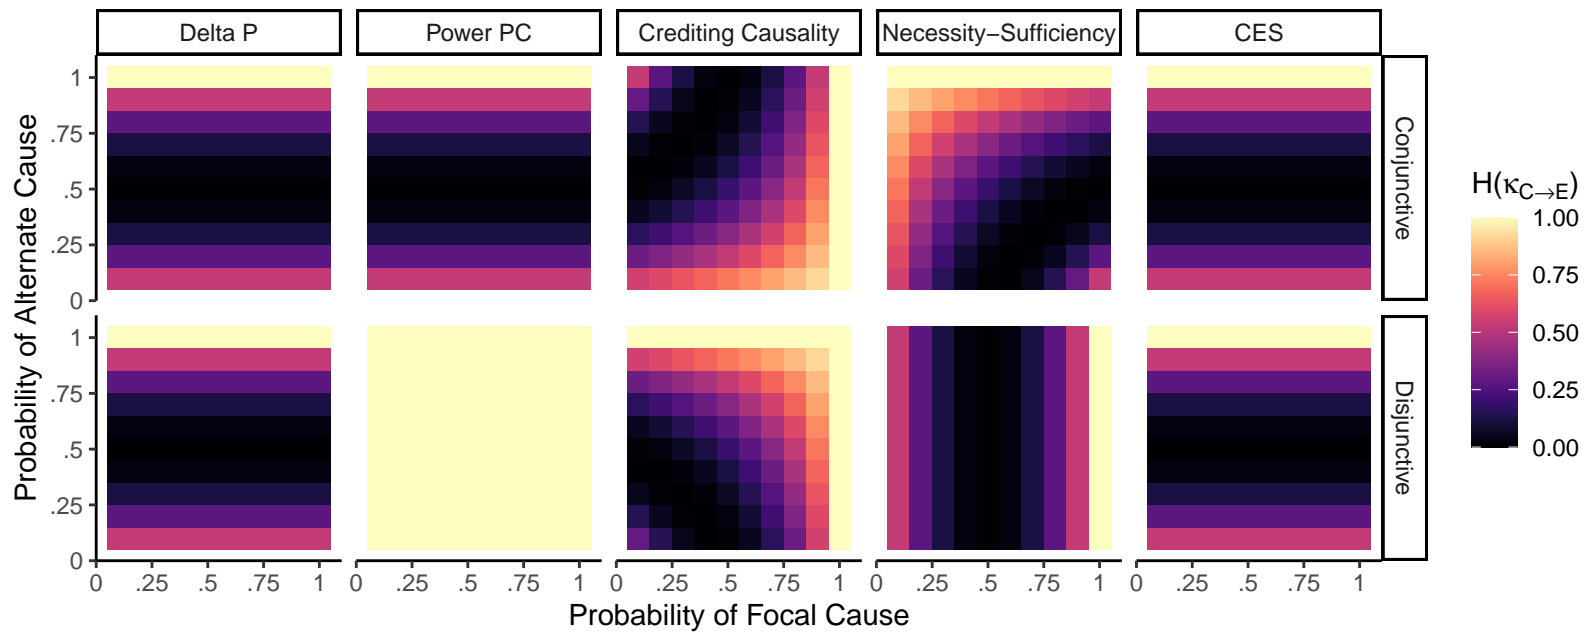 Delta P
Power PC
Crediting Causality
Necessity−Sufficiency
CES
Probability of Alternate Cause
1
.75
.5
.25
0
Conjunctive
1
.75
.5
.25
0
Disjunctive
0 .25 .5 .75 1
0 .25 .5 .75 1
0 .25 .5 .75 1
0 .25 .5 .75 1
0 .25 .5 .75 1
Probability of Focal Cause
H(κC→E)
1.00
0.75
0.50
0.25
0.00